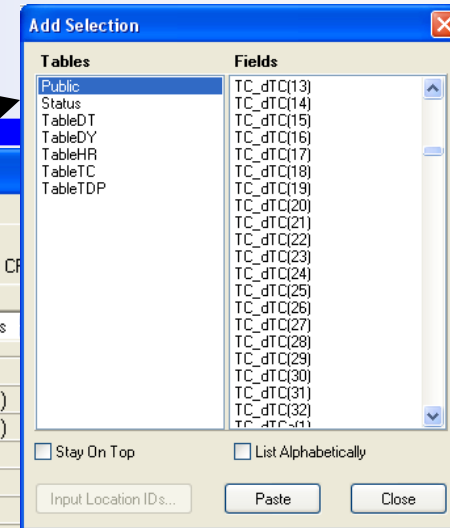 Add Selection
Tables Fields
Public
Status
TableDT
TableDY
TableHR
TableTC
TableTDP
TC_dTC(13)
TC_dTC(14)
TC_dTC(15)
TC_dTC(16)
TC_dTC(17)
TC_dTC(18)
TC_dTC(19)
TC_dTC(20)
TC_dTC(21)
TC_dTC(22)
TC_dTC(23)
TC_dTC(24)
TC_dTC(25)
TC_dTC(26)
TC_dTC(27)
TC_dTC(28)
TC_dTC(29)
TC_dTC(30)
TC_dTC(31)
TC_dTC(32)
Stay On Top List Alphabetically
Input Location IDs... Paste Close